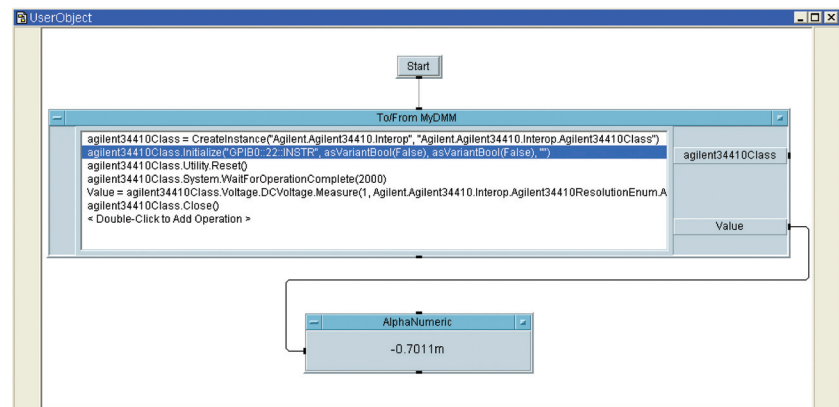 UserObject
Start
To/From MyDMM
agilent34410Class = CreateInstance("Agilent.Agilent34410.Interop", "Agilent.Agilent34410.Interop.Agilent34410Class")
agilent34410Class.Initialize("GPIB0::22::INSTR", asVariantBool(False), asVariantBool(False), "")
agilent34410Class.Utility.Reset()
agilent34410Class.System.WaitForOperationComplete(2000)
Value = agilent34410Class.Voltage.DCVoltage.Measure(1, Agilent.Agilent34410.Interop.Agilent34410ResolutionEnum.A
agilent34410Class.Close()
< Double-Click to Add Operation >
agilent34410Class
Value
AlphaNumeric
-0.7011m